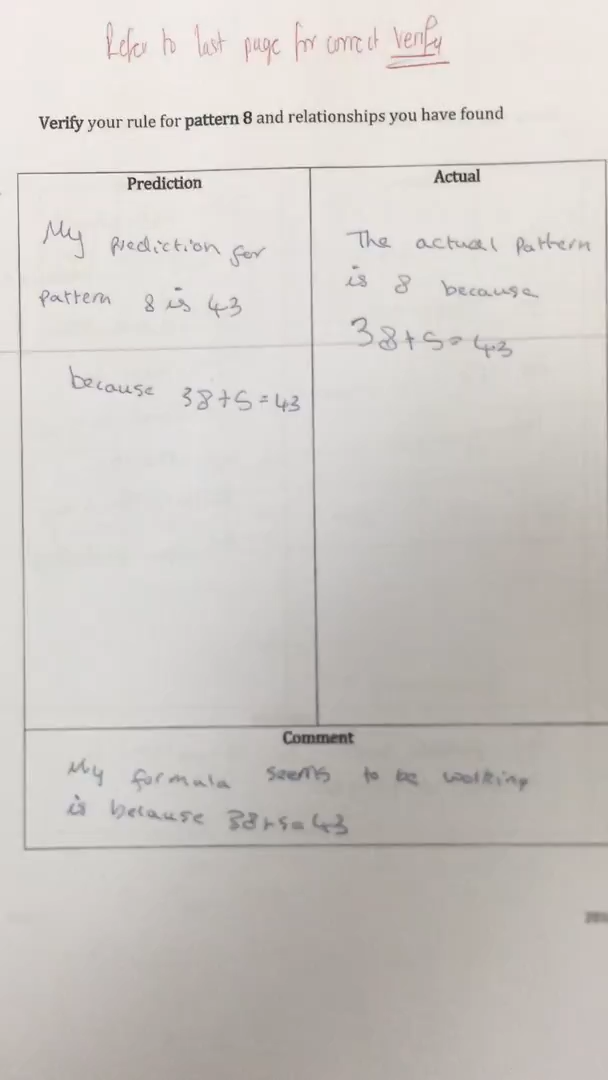 Refer to last page for correct Verify
Verify your rule for pattern 8 and relationships you have found
Prediction
My prediction for
pattern 8 is 43
because 38+5=43
Actual
The actual pattern
is 8 because
38+5=43
Comment
My formula seems to be working
is because 38+5=43